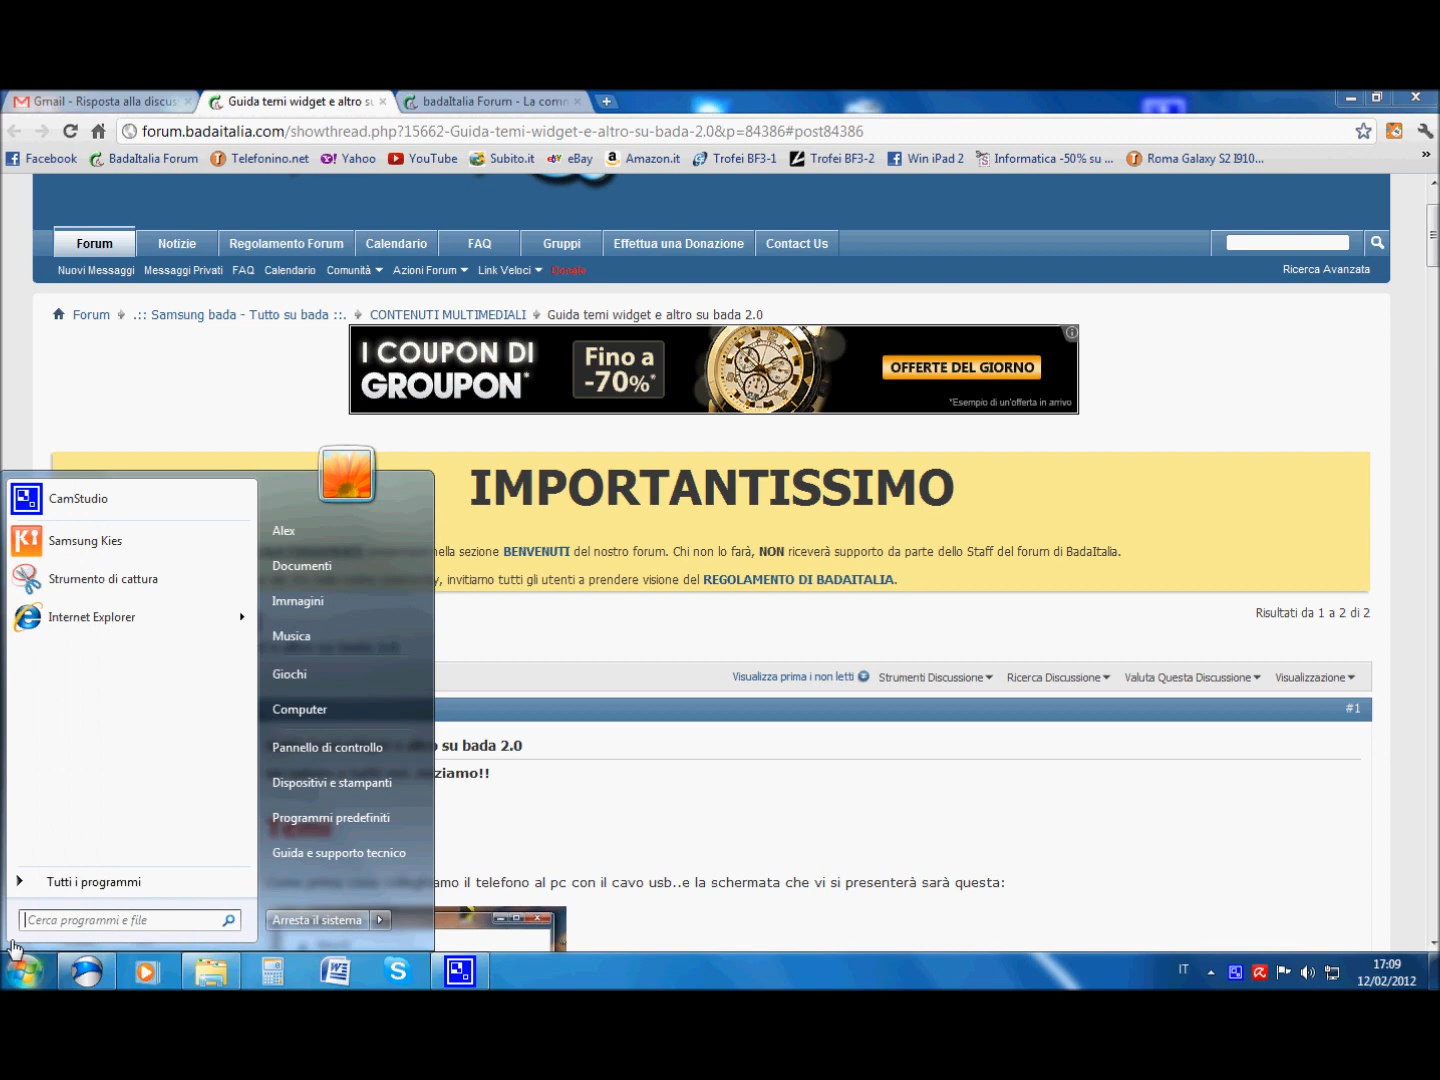 Gmail - Risposta alla discus
Guida temi widget e altro su
badaItalia Forum - La comm
forum.badaitalia.com/showthread.php?15662-Guida-temi-widget-e-altro-su-bada-2.0&p=84386#post84386
Facebook
BadaItalia Forum
Telefonino.net
Yahoo
YouTube
Subito.it
eBay
Amazon.it
Trofei BF3-1
Trofei BF3-2
Win iPad 2
Informatica -50% su ...
Roma Galaxy S2 I910...
Forum
Notizie
Regolamento Forum
Calendario
FAQ
Gruppi
Effettua una Donazione
Contact Us
Nuovi Messaggi
Messaggi Privati
FAQ
Calendario
Comunità
Azioni Forum
Link Veloci
Donate
Ricerca Avanzata
Forum
.:: Samsung bada - Tutto su bada ::.
CONTENUTI MULTIMEDIALI
Guida temi widget e altro su bada 2.0
I COUPON DI
GROUPON*
Fino a
-70%*
OFFERTE DEL GIORNO
*Esempio di un'offerta in arrivo
IMPORTANTISSIMO
nella sezione BENVENUTI del nostro forum. Chi non lo farà, NON riceverà supporto da parte dello Staff del forum di BadaItalia.
invitiamo tutti gli utenti a prendere visione del REGOLAMENTO DI BADAITALIA.
Risultati da 1 a 2 di 2
Visualizza prima i non letti
Strumenti Discussione
Ricerca Discussione
Valuta Questa Discussione
Visualizzazione
#1
su bada 2.0
iziamo!!
il telefono al pc con il cavo usb..e la schermata che vi si presenterà sarà questa:
CamStudio
Samsung Kies
Strumento di cattura
Internet Explorer
Tutti i programmi
Cerca programmi e file
Alex
Documenti
Immagini
Musica
Giochi
Computer
Pannello di controllo
Dispositivi e stampanti
Programmi predefiniti
Guida e supporto tecnico
Arresta il sistema
IT
17:09
12/02/2012